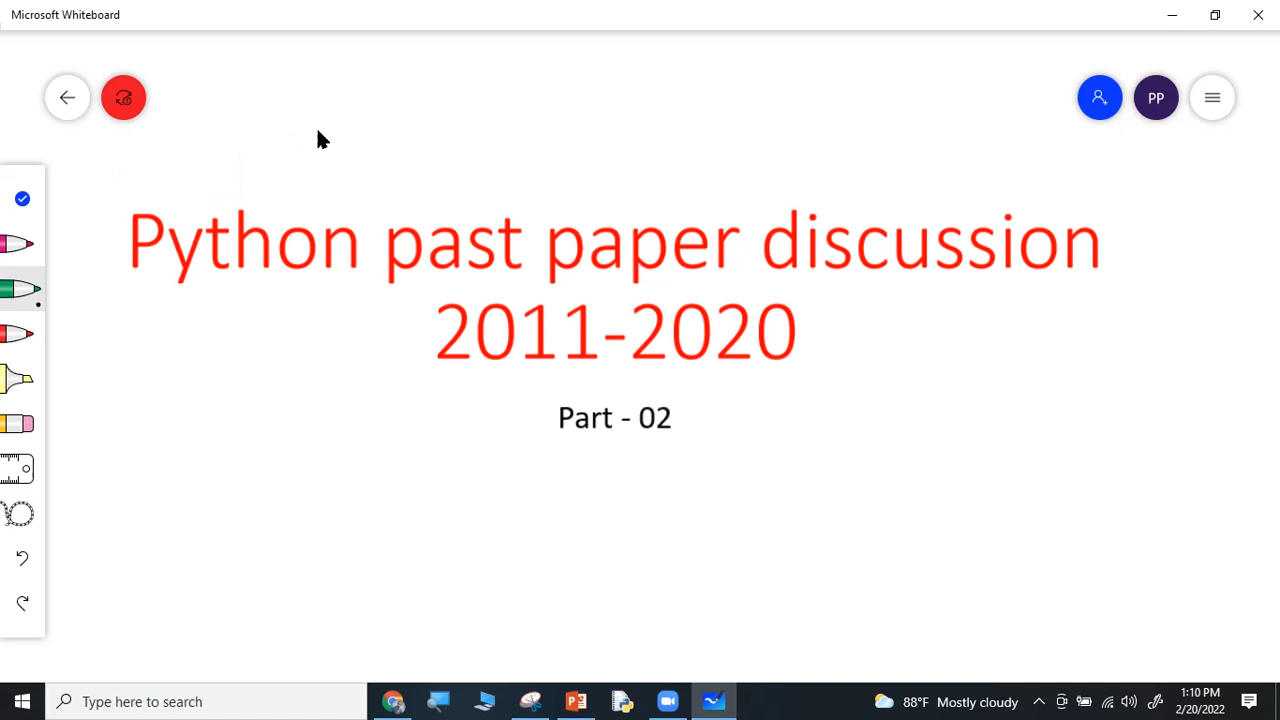 Microsoft Whiteboard
PP
Python past paper discussion
2011-2020
Part - 02
Type here to search
88°F Mostly cloudy
1:10 PM
2/20/2022